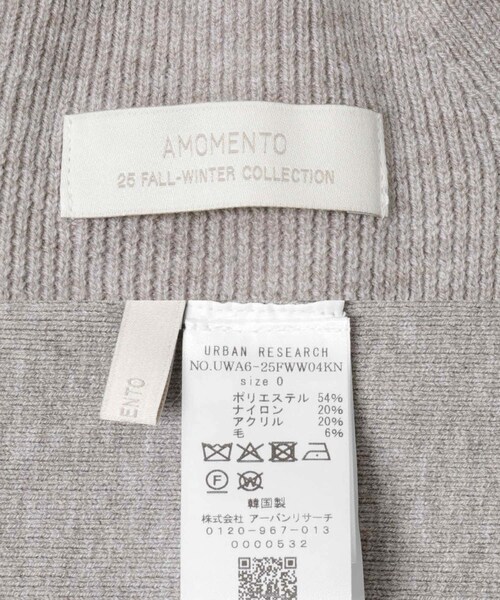 AMOMENTO
25 FALL-WINTER COLLECTION
ENTO
URBAN RESEARCH
NO.UWA6-25FWW04KN
size 0
ポリエステル 54%
ナイロン 20%
アクリル 20%
毛 6%
F W
韓国製
株式会社 アーバンリサーチ
0120-967-013
0000532